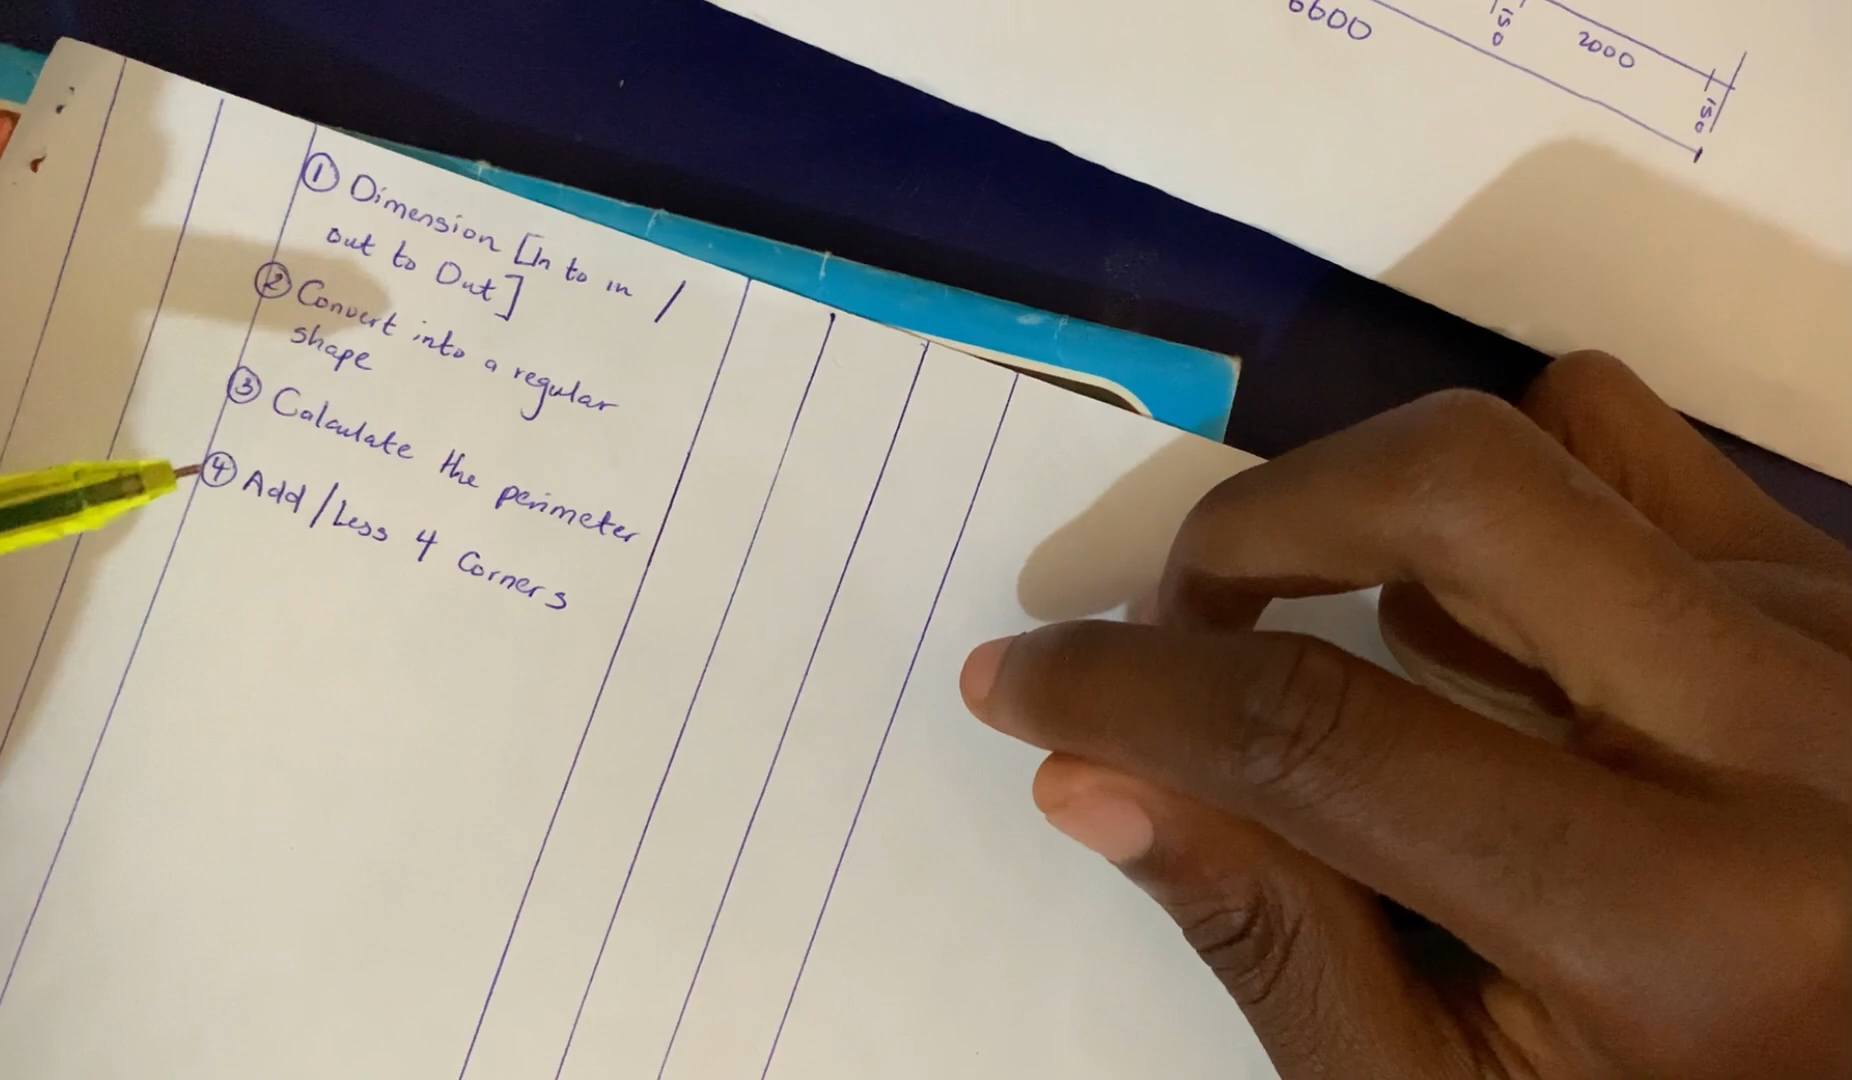 ① Dimension [In to in /
out to Out]
② Convert into a regular
shape
③ Calculate the perimeter
④ Add / Less 4 Corners
6600
150
2000
150